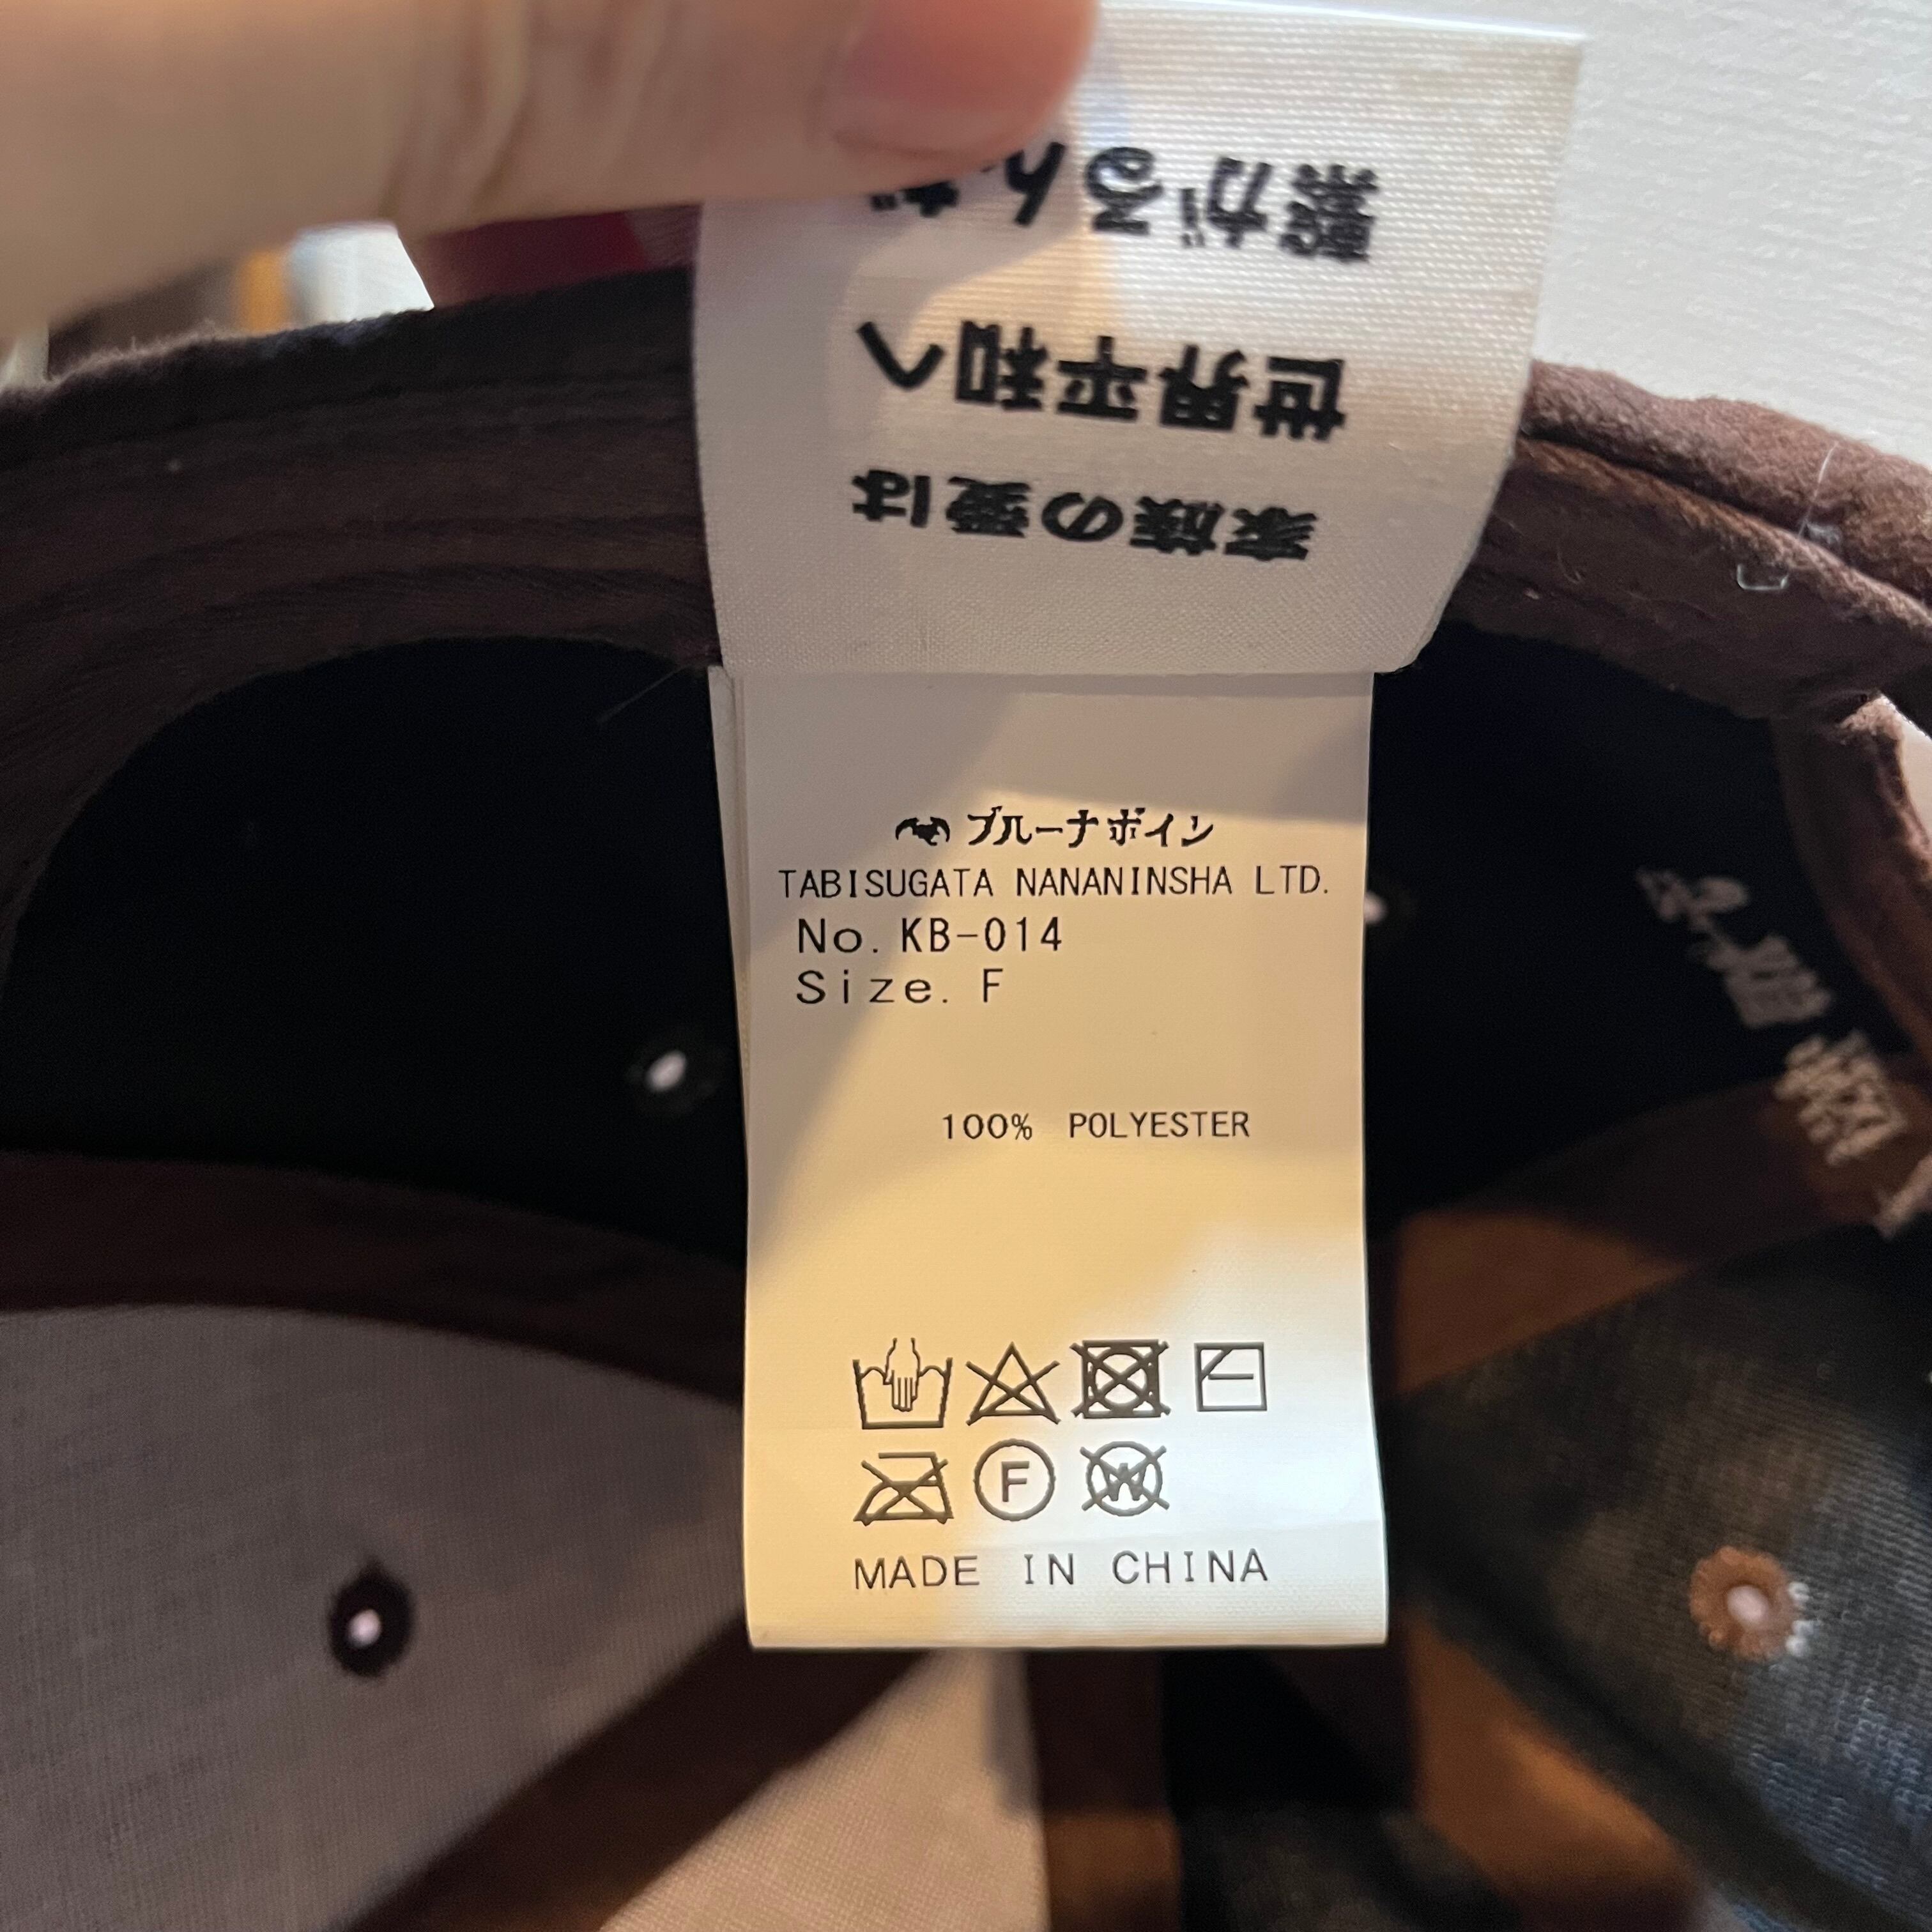 家族の愛は
世界平和へ
繋がるんだ
ブルーナボイン
TABISUGATA NANANINSHA LTD.
No. KB-014
Size. F
100% POLYESTER
F
W
MADE IN CHINA